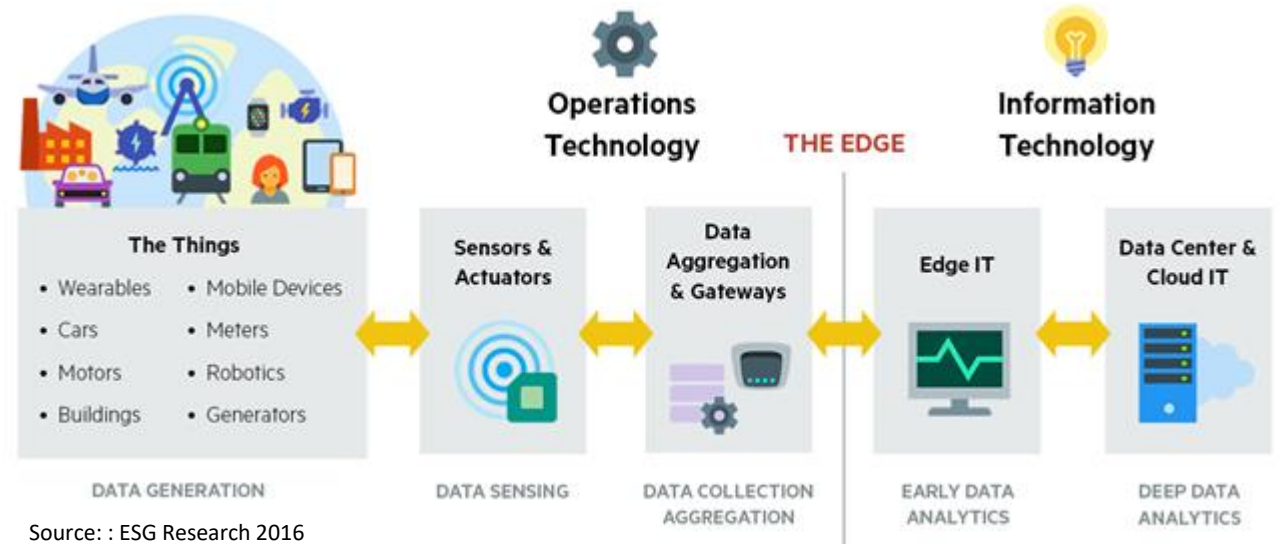 Operations
Technology
THE EDGE
Information
Technology
The Things
• Wearables
• Cars
• Motors
• Buildings
• Mobile Devices
• Meters
• Robotics
• Generators
Sensors &
Actuators
Data
Aggregation
& Gateways
Edge IT
Data Center &
Cloud IT
DATA GENERATION
DATA SENSING
DATA COLLECTION
AGGREGATION
EARLY DATA
ANALYTICS
DEEP DATA
ANALYTICS
Source: : ESG Research 2016